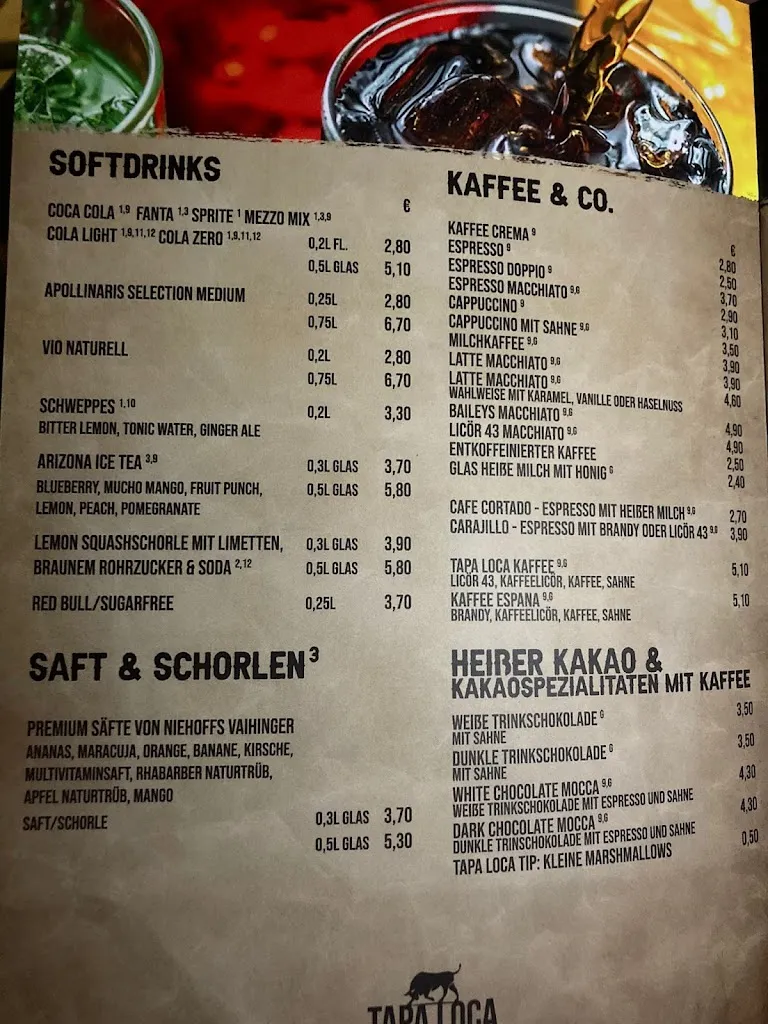 SOFTDRINKS
€
COCA COLA 1,9 FANTA 1,3 SPRITE 1 MEZZO MIX 1,3,9
COLA LIGHT 1,9,11,12 COLA ZERO 1,9,11,12 0,2L FL. 2,80
0,5L GLAS 5,10
APOLLINARIS SELECTION MEDIUM 0,25L 2,80
0,75L 6,70
VIO NATURELL 0,2L 2,80
0,75L 6,70
SCHWEPPES 1,10 0,2L 3,30
BITTER LEMON, TONIC WATER, GINGER ALE
ARIZONA ICE TEA 3,9 0,3L GLAS 3,70
BLUEBERRY, MUCHO MANGO, FRUIT PUNCH, 0,5L GLAS 5,80
LEMON, PEACH, POMEGRANATE
LEMON SQUASHSCHORLE MIT LIMETTEN, 0,3L GLAS 3,90
BRAUNEM ROHRZUCKER & SODA 2,12 0,5L GLAS 5,80
RED BULL/SUGARFREE 0,25L 3,70
SAFT & SCHORLEN 3
PREMIUM SÄFTE VON NIEHOFFS VAIHINGER
ANANAS, MARACUJA, ORANGE, BANANE, KIRSCHE,
MULTIVITAMINSAFT, RHABARBER NATURTRÜB,
APFEL NATURTRÜB, MANGO
SAFT/SCHORLE 0,3L GLAS 3,70
0,5L GLAS 5,30
KAFFEE & CO.
€
KAFFEE CREMA 9 2,80
ESPRESSO 9 2,50
ESPRESSO DOPPIO 9 3,70
ESPRESSO MACCHIATO 9,G 2,90
CAPPUCCINO 9 3,10
CAPPUCCINO MIT SAHNE 9,G 3,50
MILCHKAFFEE 9,G 3,90
LATTE MACCHIATO 9,G 3,90
LATTE MACCHIATO 9,G 4,60
WAHLWEISE MIT KARAMEL, VANILLE ODER HASELNUSS
BAILEYS MACCHIATO 9,G 4,90
LICÖR 43 MACCHIATO 9,G 4,90
ENTKOFFEINIERTER KAFFEE 2,50
GLAS HEIßE MILCH MIT HONIG G 2,40
CAFE CORTADO - ESPRESSO MIT HEIßER MILCH 9,G 2,70
CARAJILLO - ESPRESSO MIT BRANDY ODER LICÖR 43 9,G 3,90
TAPA LOCA KAFFEE 9,G 5,10
LICÖR 43, KAFFEELICÖR, KAFFEE, SAHNE
KAFFEE ESPANA 9,G 5,10
BRANDY, KAFFEELICÖR, KAFFEE, SAHNE
HEIßER KAKAO &
KAKAOSPEZIALITÄTEN MIT KAFFEE
WEIßE TRINKSCHOKOLADE G 3,50
MIT SAHNE
DUNKLE TRINKSCHOKOLADE G 3,50
MIT SAHNE
WHITE CHOCOLATE MOCCA 9,G 4,30
WEIßE TRINKSCHOKOLADE MIT ESPRESSO UND SAHNE
DARK CHOCOLATE MOCCA 9,G 4,30
DUNKLE TRINSCHOKOLADE MIT ESPRESSO UND SAHNE
TAPA LOCA TIP: KLEINE MARSHMALLOWS 0,50
TAPA LOCA